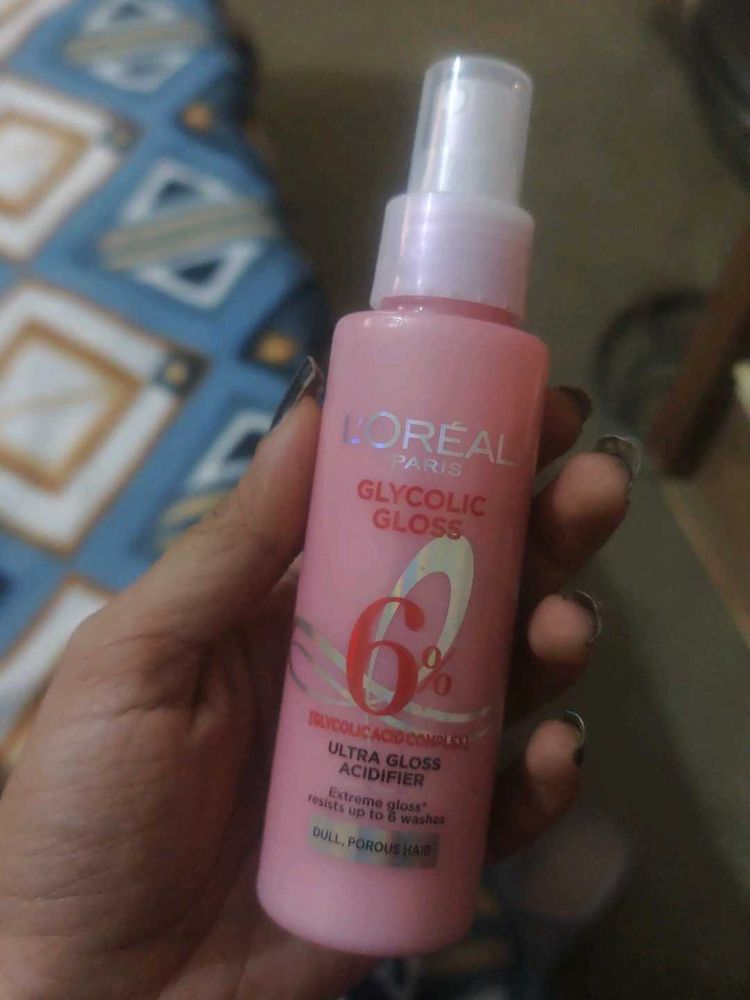 L'ORÉAL
PARIS
GLYCOLIC
GLOSS
6%
[GLYCOLIC ACID COMPLEX]
ULTRA GLOSS
ACIDIFIER
Extreme gloss*
resists up to 6 washes
DULL, POROUS HAIR